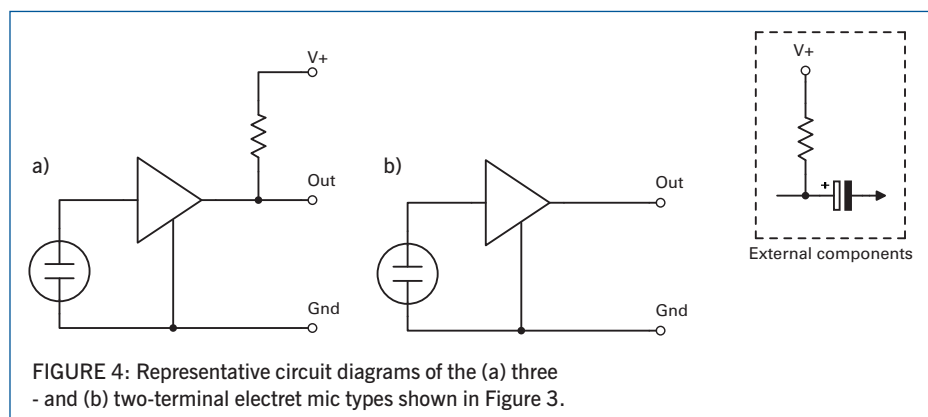 V+
a)
Out
Gnd
b)
Out
Gnd
V+
+
External components
FIGURE 4: Representative circuit diagrams of the (a) three
- and (b) two-terminal electret mic types shown in Figure 3.